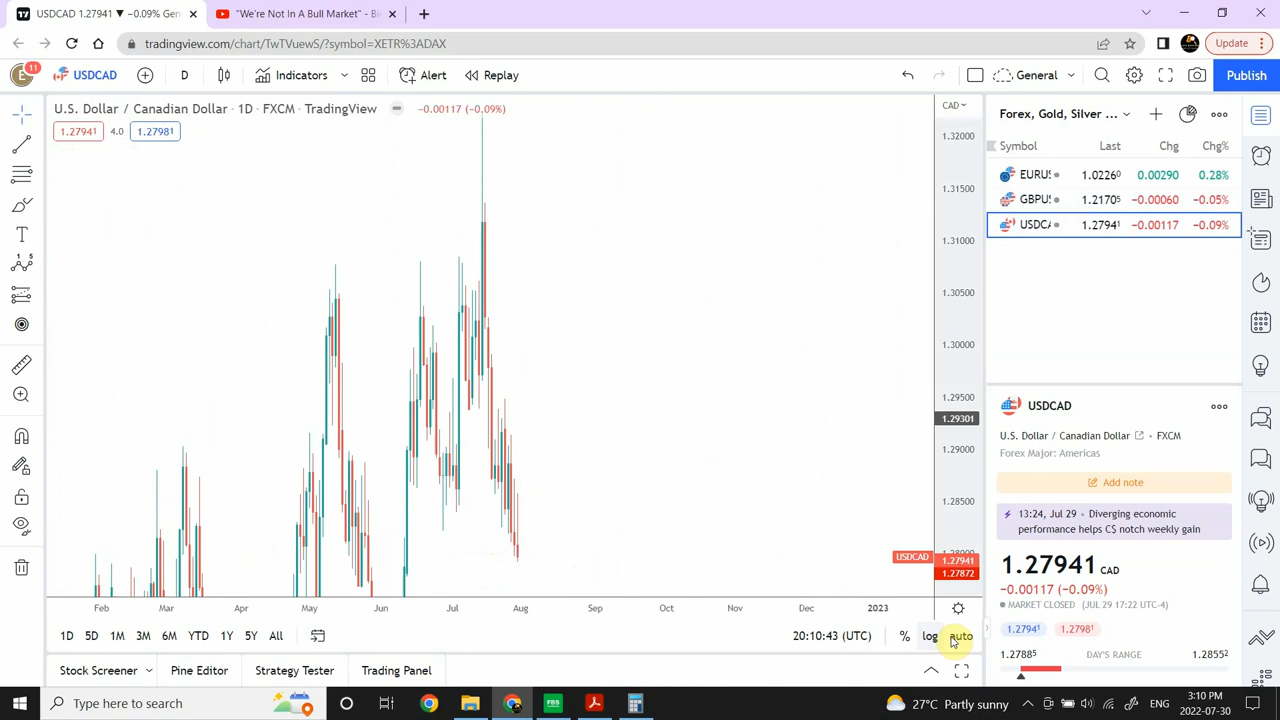 USDCAD 1.27941 ▼ −0.09% Gen
"We're Not In A Bull Market" - Be
tradingview.com/chart/TwTVuewS/?symbol=XETR%3ADAX
Update
11
USDCAD
D
Indicators
Alert
Replay
General
Publish
U.S. Dollar / Canadian Dollar · 1D · FXCM · TradingView
−0.00117 (−0.09%)
1.27941
4.0
1.27981
CAD
1.32000
1.31500
1.31000
1.30500
1.30000
1.29500
1.29301
1.29000
1.28500
1.28000
USDCAD
1.27941
1.27872
Feb
Mar
Apr
May
Jun
Jul
Aug
Sep
Oct
Nov
Dec
2023
1D
5D
1M
3M
6M
YTD
1Y
5Y
All
20:10:43 (UTC)
%
log
auto
Stock Screener
Pine Editor
Strategy Tester
Trading Panel
Forex, Gold, Silver ...
Symbol Last Chg Chg%
EURUS 1.02260 0.00290 0.28%
GBPUS 1.21705 −0.00060 −0.05%
USDCA 1.27941 −0.00117 −0.09%
USDCAD
U.S. Dollar / Canadian Dollar • FXCM
Forex Major: Americas
Add note
13:24, Jul 29 • Diverging economic
performance helps C$ notch weekly gain
1.27941 CAD
−0.00117 (−0.09%)
MARKET CLOSED (JUL 29 17:22 UTC-4)
1.27941
1.27981
1.27885 DAY'S RANGE 1.28552
Type here to search
FBS
27°C Partly sunny
ENG
3:10 PM
2022-07-30